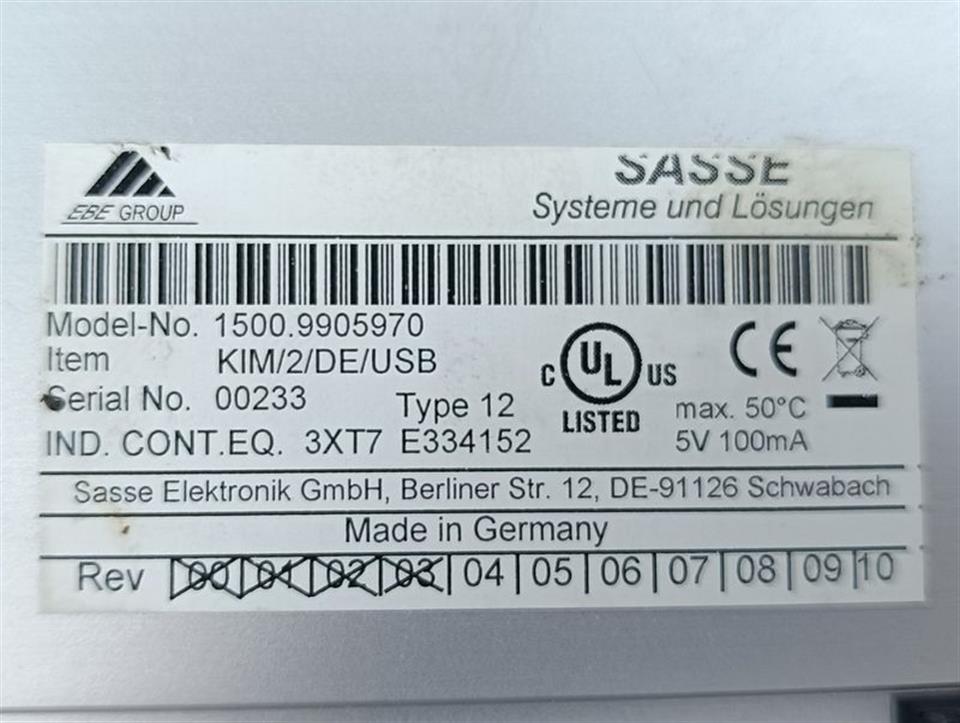 EBE GROUP
SASSE
Systeme und Lösungen
Model-No. 1500.9905970
Item KIM/2/DE/USB
Serial No. 00233
Type 12
IND. CONT.EQ. 3XT7 E334152
c UL US
LISTED
CE
max. 50°C
5V 100mA
Sasse Elektronik GmbH, Berliner Str. 12, DE-91126 Schwabach
Made in Germany
Rev 00 01 02 03 04 05 06 07 08 09 10